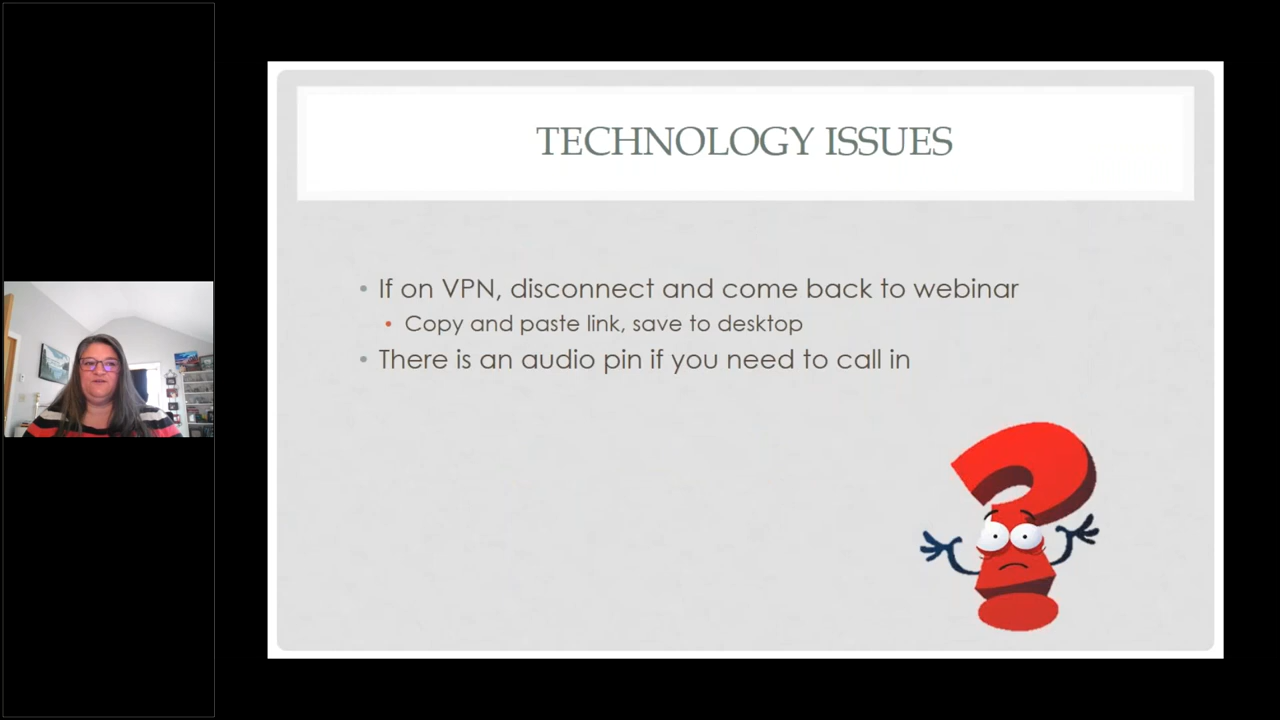 TECHNOLOGY ISSUES
• If on VPN, disconnect and come back to webinar
• Copy and paste link, save to desktop
• There is an audio pin if you need to call in